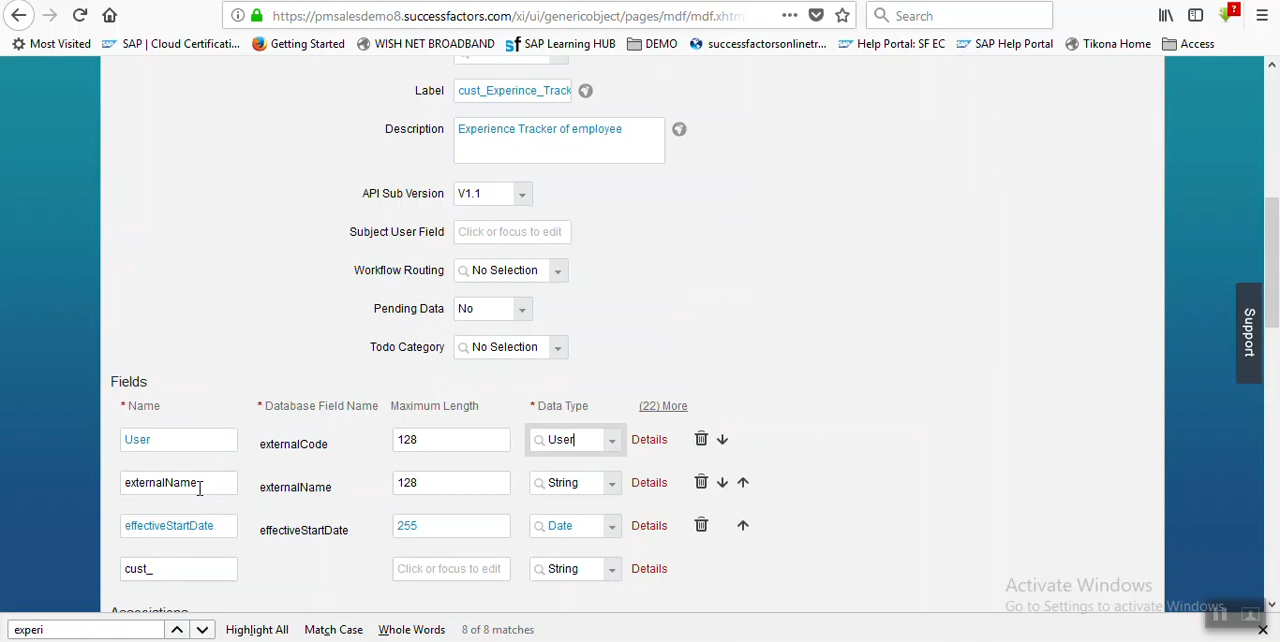 https://pmsalesdemo8.successfactors.com/xi/ui/genericobject/pages/mdf/mdf.xhtm
Search
?
Most Visited SAP | Cloud Certificati... Getting Started WISH NET BROADBAND SAP Learning HUB DEMO successfactorsonlinetr... Help Portal: SF EC SAP Help Portal Tikona Home Access
Label cust_Experince_Track
Description Experience Tracker of employee
API Sub Version V1.1
Subject User Field Click or focus to edit
Workflow Routing No Selection
Pending Data No
Todo Category No Selection
Support
Fields
* Name * Database Field Name Maximum Length * Data Type (22) More
User externalCode 128 User Details
externalName externalName 128 String Details
effectiveStartDate effectiveStartDate 255 Date Details
cust_ Click or focus to edit String Details
Activate Windows
Go to Settings to activate Windows.
Associations
experi Highlight All Match Case Whole Words 8 of 8 matches